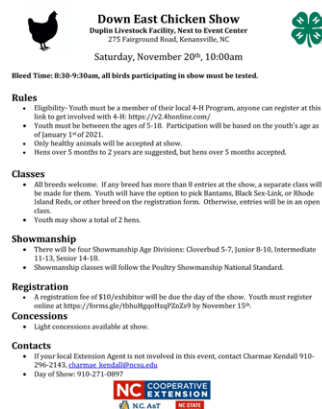 Down East Chicken Show
Duplin Livestock Facility, Next to Event Center
275 Fairground Road, Kenansville, NC
Saturday, November 20th, 10:00am
Bleed Time: 8:30-9:30am, all birds participating in show must be tested.
Rules
• Eligibility- Youth must be a member of their local 4-H Program, anyone can register at this
link to get involved with 4-H: https://v2.4honline.com/
• Youth must be between the ages of 5-18. Participation will be based on the youth's age as
of January 1st of 2021.
• Only healthy animals will be accepted at show.
• Hens over 5 months to 2 years are suggested, but hens over 5 months accepted.
Classes
• All breeds welcome. If any breed has more than 8 entries at the show, a separate class will
be made for them. Youth will have the option to pick Bantams, Black Sex-Link, or Rhode
Island Reds, or other breed on the registration form. Otherwise, entries will be in an open
class.
• Youth may show a total of 2 hens.
Showmanship
• There will be four Showmanship Age Divisions: Cloverbud 5-7, Junior 8-10, Intermediate
11-13, Senior 14-18.
• Showmanship classes will follow the Poultry Showmanship National Standard.
Registration
• A registration fee of $10/exhibitor will be due the day of the show. Youth must register
online at https://forms.gle/tbhuHgqoHzqPZnZs9 by November 15th.
Concessions
• Light concessions available at show.
Contacts
• If your local Extension Agent is not involved in this event, contact Charmae Kendall 910-
296-2143, charmae_kendall@ncsu.edu
• Day of Show: 910-271-0897
NC COOPERATIVE EXTENSION
N.C. A&T NC STATE